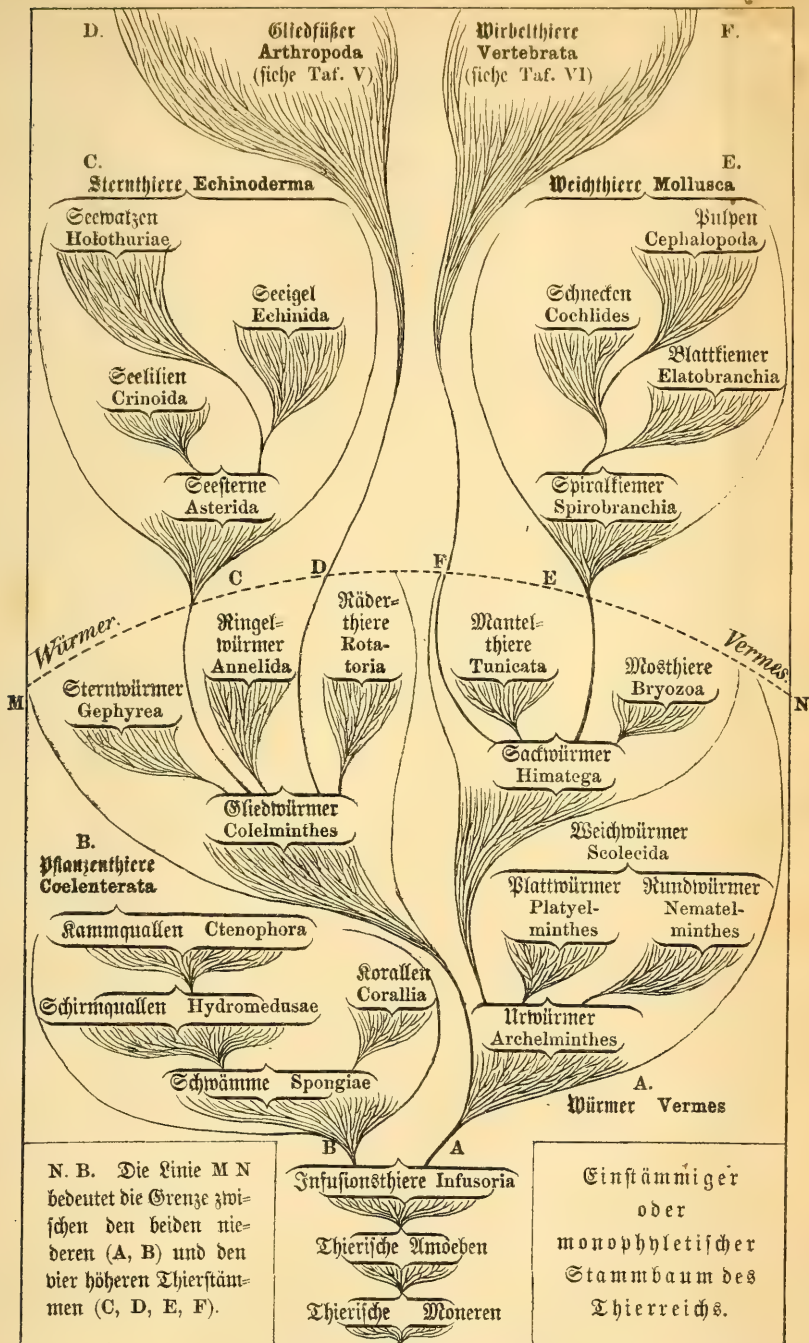 D.
Gliedfüßer
Arthropoda
(siehe Taf. V)
Wirbelthiere
Vertebrata
(siehe Taf. VI)
F.
C.
Sternthiere Echinoderma
E.
Weichthiere Mollusca
Seewalzen
Holothuriae
Seeigel
Echinida
Seelilien
Crinoida
Seesterne
Asterida
Pulpen
Cephalopoda
Schnecken
Cochlides
Blattkiemer
Elatobranchia
Spiralkiemer
Spirobranchia
C
D
F
E
Würmer.
Vermes.
M
N
Sternwürmer
Gephyrea
Ringel=
würmer
Annelida
Räder=
thiere
Rota-
toria
Mantel=
thiere
Tunicata
Mosthiere
Bryozoa
Gliedwürmer
Colelminthes
Sackwürmer
Himatega
Weichwürmer
Scolecida
Plattwürmer
Platyel-
minthes
Rundwürmer
Nematel-
minthes
Urwürmer
Archelminthes
A.
Würmer Vermes
B.
Pflanzenthiere
Coelenterata
Kammquallen Ctenophora
Schirmquallen Hydromedusae
Korallen
Corallia
Schwämme Spongiae
B
A
Infusionsthiere Infusoria
Thierische Amoeben
Thierische Moneren
N. B. Die Linie M N
bedeutet die Grenze zwi=
schen den beiden nie=
deren (A, B) und den
vier höheren Thierstäm=
men (C, D, E, F).
Einstämmiger
oder
monophyletischer
Stammbaum des
Thierreichs.